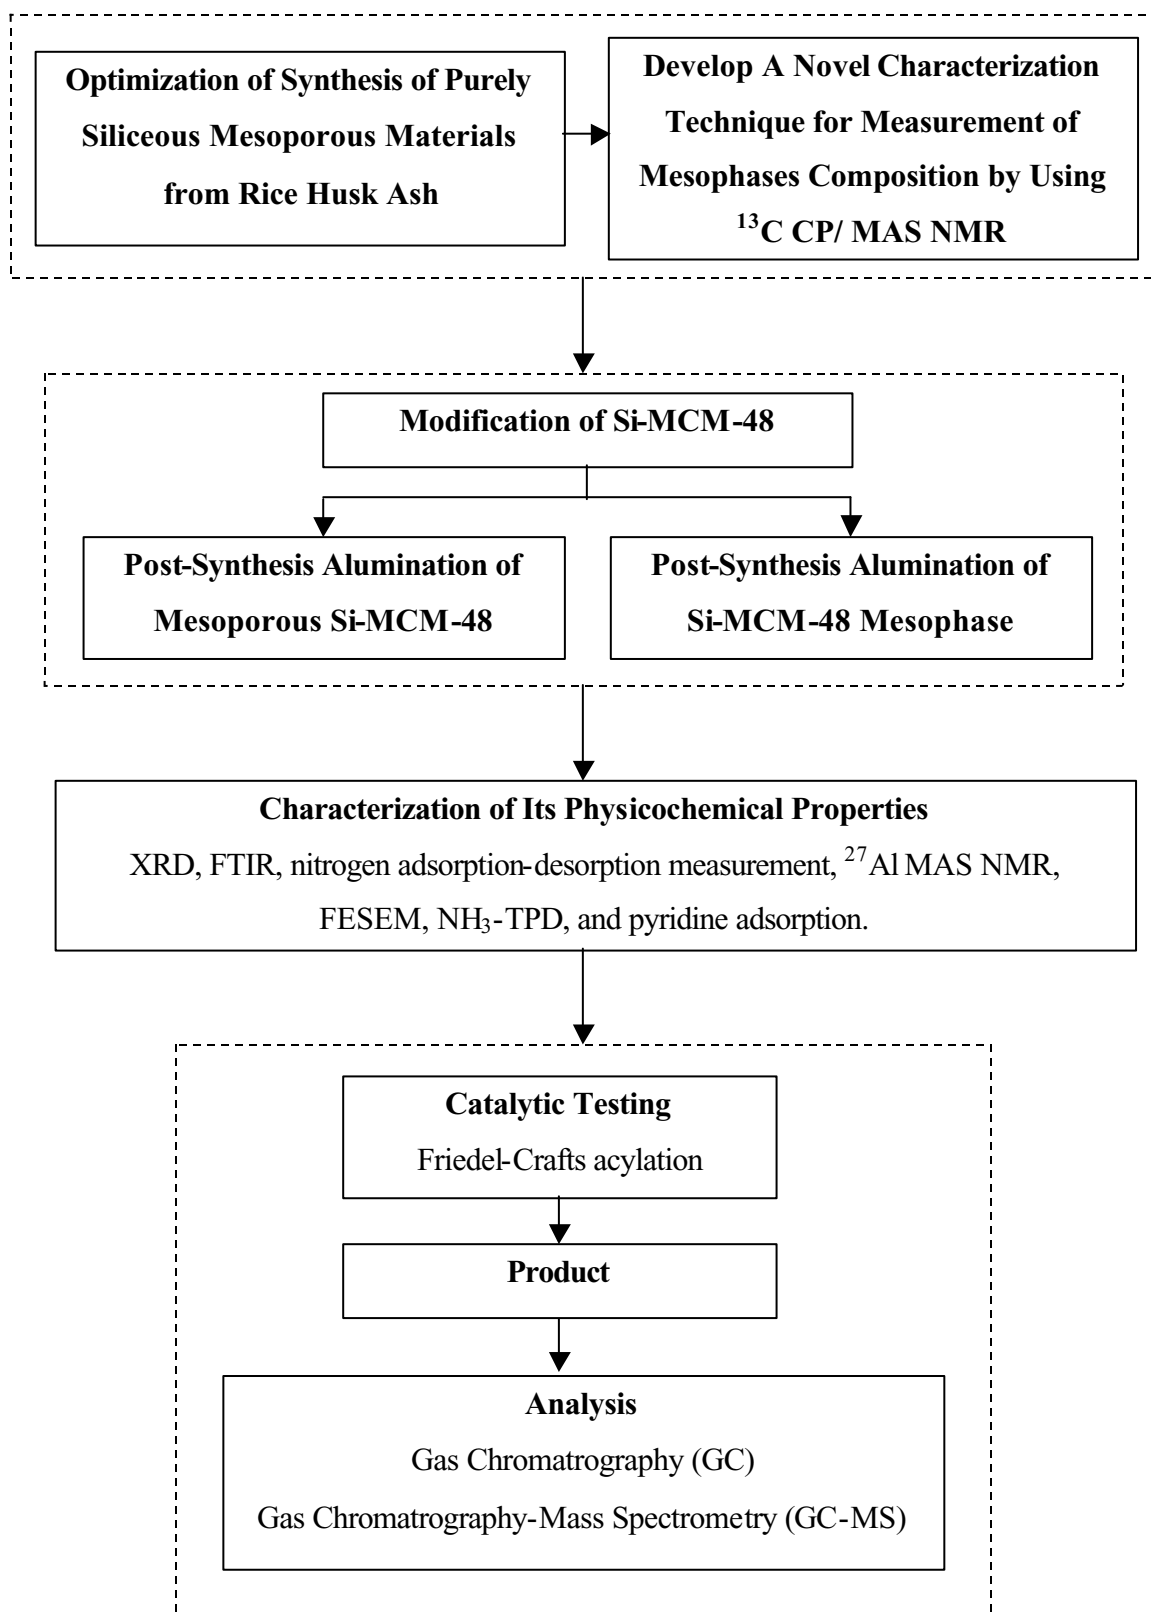 Optimization of Synthesis of Purely
Siliceous Mesoporous Materials
from Rice Husk Ash
Develop A Novel Characterization
Technique for Measurement of
Mesophases Composition by Using
¹³C CP/ MAS NMR
Modification of Si-MCM-48
Post-Synthesis Alumination of
Mesoporous Si-MCM-48
Post-Synthesis Alumination of
Si-MCM-48 Mesophase
Characterization of Its Physicochemical Properties
XRD, FTIR, nitrogen adsorption-desorption measurement, ²⁷Al MAS NMR,
FESEM, NH₃-TPD, and pyridine adsorption.
Catalytic Testing
Friedel-Crafts acylation
Product
Analysis
Gas Chromatrography (GC)
Gas Chromatrography-Mass Spectrometry (GC-MS)